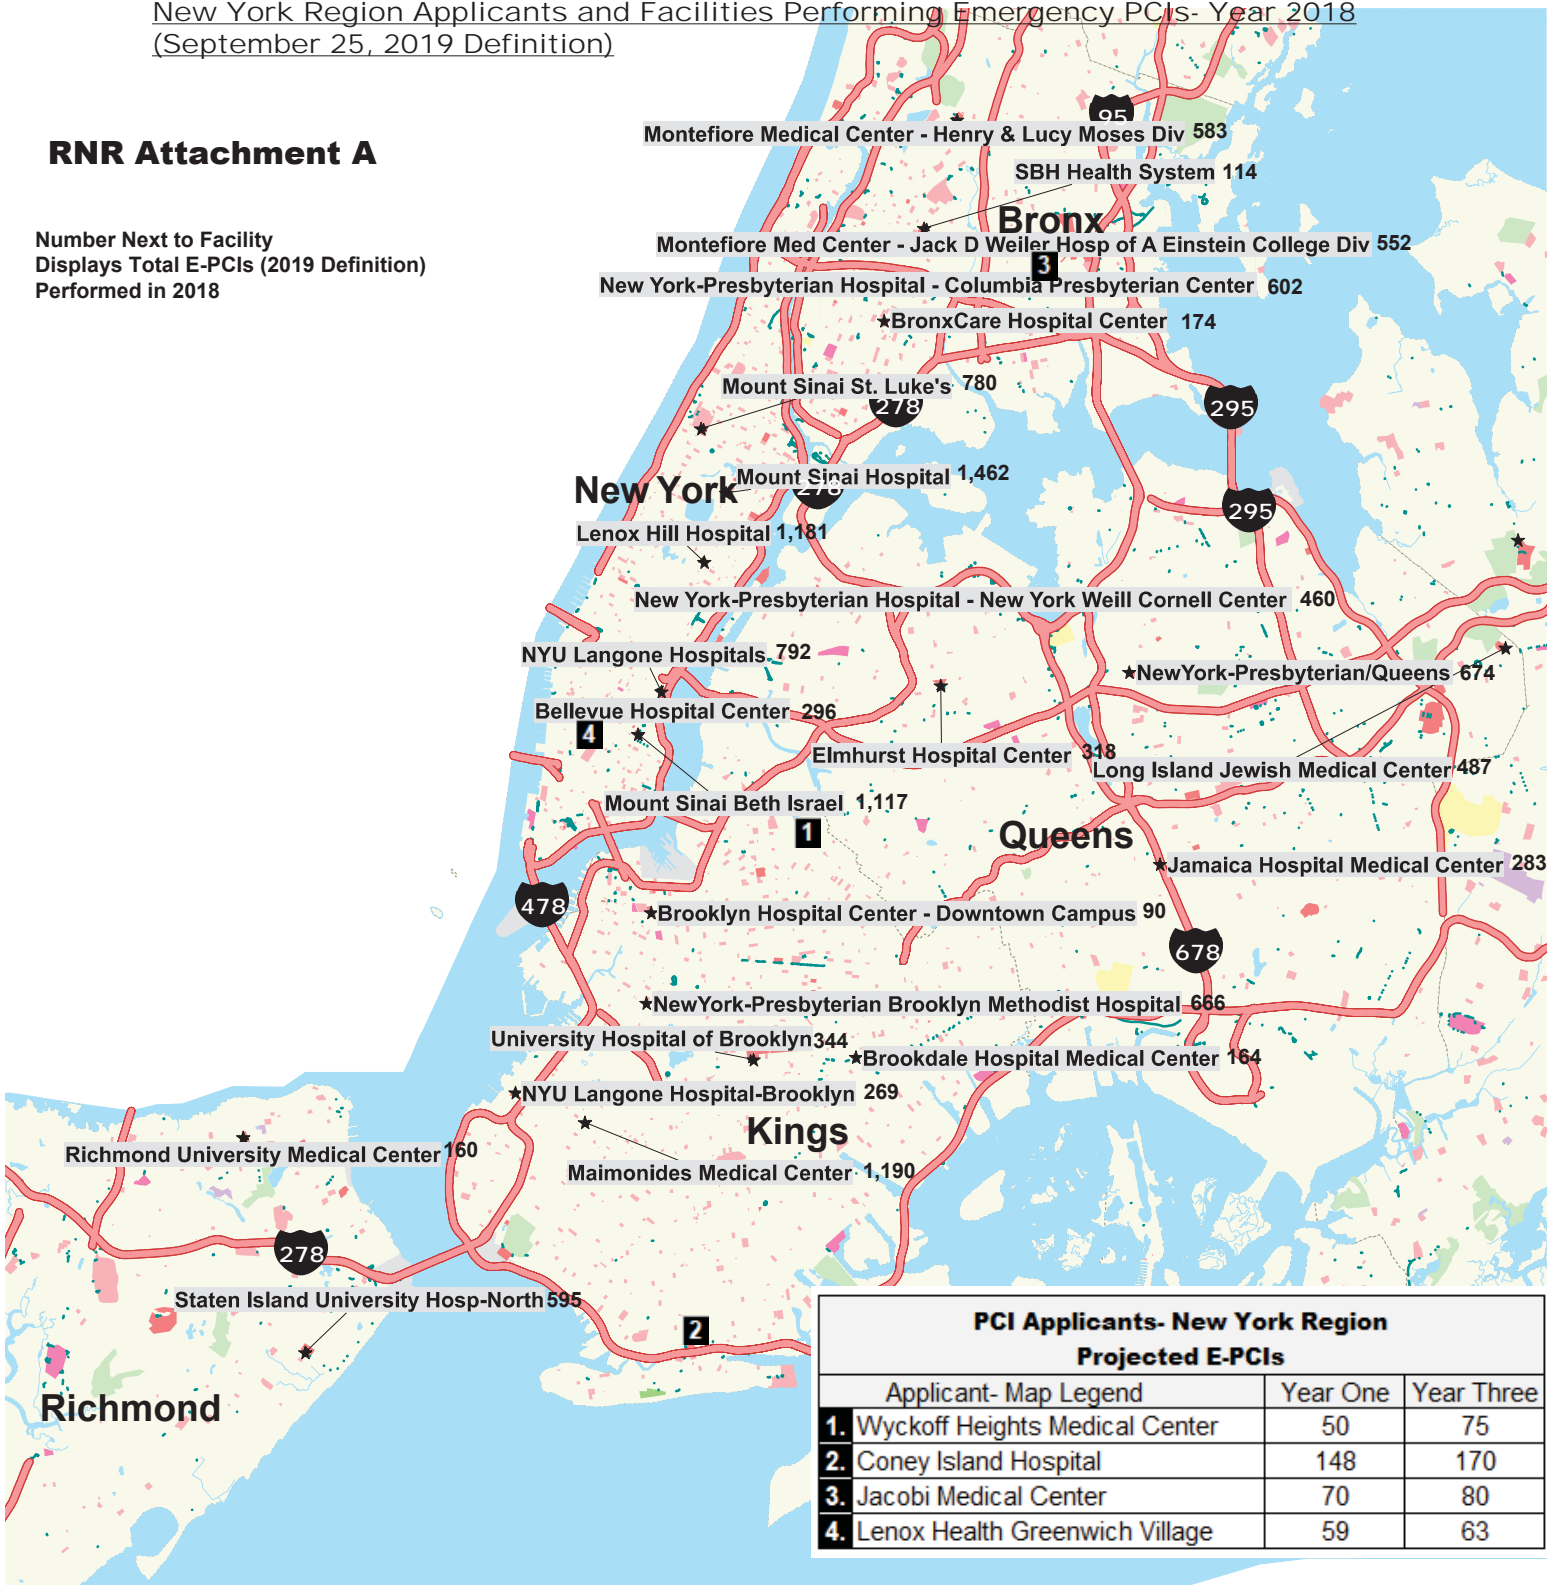 New York Region Applicants and Facilities Performing Emergency PCIs- Year 2018
(September 25, 2019 Definition)
RNR Attachment A
Number Next to Facility
Displays Total E-PCIs (2019 Definition)
Performed in 2018
95
Montefiore Medical Center - Henry & Lucy Moses Div 583
SBH Health System 114
Bronx
Montefiore Med Center - Jack D Weiler Hosp of A Einstein College Div 552
3
New York-Presbyterian Hospital - Columbia Presbyterian Center 602
BronxCare Hospital Center 174
Mount Sinai St. Luke's 780
278
295
Mount Sinai Hospital 1,462
New York
278
295
Lenox Hill Hospital 1,181
New York-Presbyterian Hospital - New York Weill Cornell Center 460
NYU Langone Hospitals 792
NewYork-Presbyterian/Queens 674
Bellevue Hospital Center 296
4
Elmhurst Hospital Center 318
Long Island Jewish Medical Center 487
Mount Sinai Beth Israel 1,117
1
Queens
Jamaica Hospital Medical Center 283
478
Brooklyn Hospital Center - Downtown Campus 90
678
NewYork-Presbyterian Brooklyn Methodist Hospital 666
University Hospital of Brooklyn 344
Brookdale Hospital Medical Center 164
NYU Langone Hospital-Brooklyn 269
Kings
Richmond University Medical Center 160
Maimonides Medical Center 1,190
278
Staten Island University Hosp-North 595
2
Richmond
PCI Applicants- New York Region
Projected E-PCIs
Applicant- Map Legend Year One Year Three
1. Wyckoff Heights Medical Center 50 75
2. Coney Island Hospital 148 170
3. Jacobi Medical Center 70 80
4. Lenox Health Greenwich Village 59 63